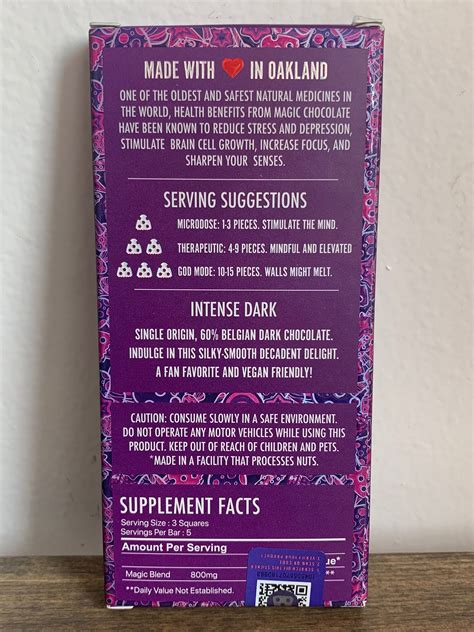 MADE WITH ❤ IN OAKLAND
ONE OF THE OLDEST AND SAFEST NATURAL MEDICINES IN
THE WORLD, HEALTH BENEFITS FROM MAGIC CHOCOLATE
HAVE BEEN KNOWN TO REDUCE STRESS AND DEPRESSION,
STIMULATE BRAIN CELL GROWTH, INCREASE FOCUS, AND
SHARPEN YOUR SENSES.
SERVING SUGGESTIONS
MICRODOSE: 1-3 PIECES. STIMULATE THE MIND.
THERAPEUTIC: 4-9 PIECES. MINDFUL AND ELEVATED
GOD MODE: 10-15 PIECES. WALLS MIGHT MELT.
INTENSE DARK
SINGLE ORIGIN, 60% BELGIAN DARK CHOCOLATE.
INDULGE IN THIS SILKY-SMOOTH DECADENT DELIGHT.
A FAN FAVORITE AND VEGAN FRIENDLY!
CAUTION: CONSUME SLOWLY IN A SAFE ENVIRONMENT.
DO NOT OPERATE ANY MOTOR VEHICLES WHILE USING THIS
PRODUCT. KEEP OUT OF REACH OF CHILDREN AND PETS.
*MADE IN A FACILITY THAT PROCESSES NUTS.
SUPPLEMENT FACTS
Serving Size : 3 Squares
Servings Per Bar : 5
Amount Per Serving ue*
Magic Blend 800mg **
**Daily Value Not Established.